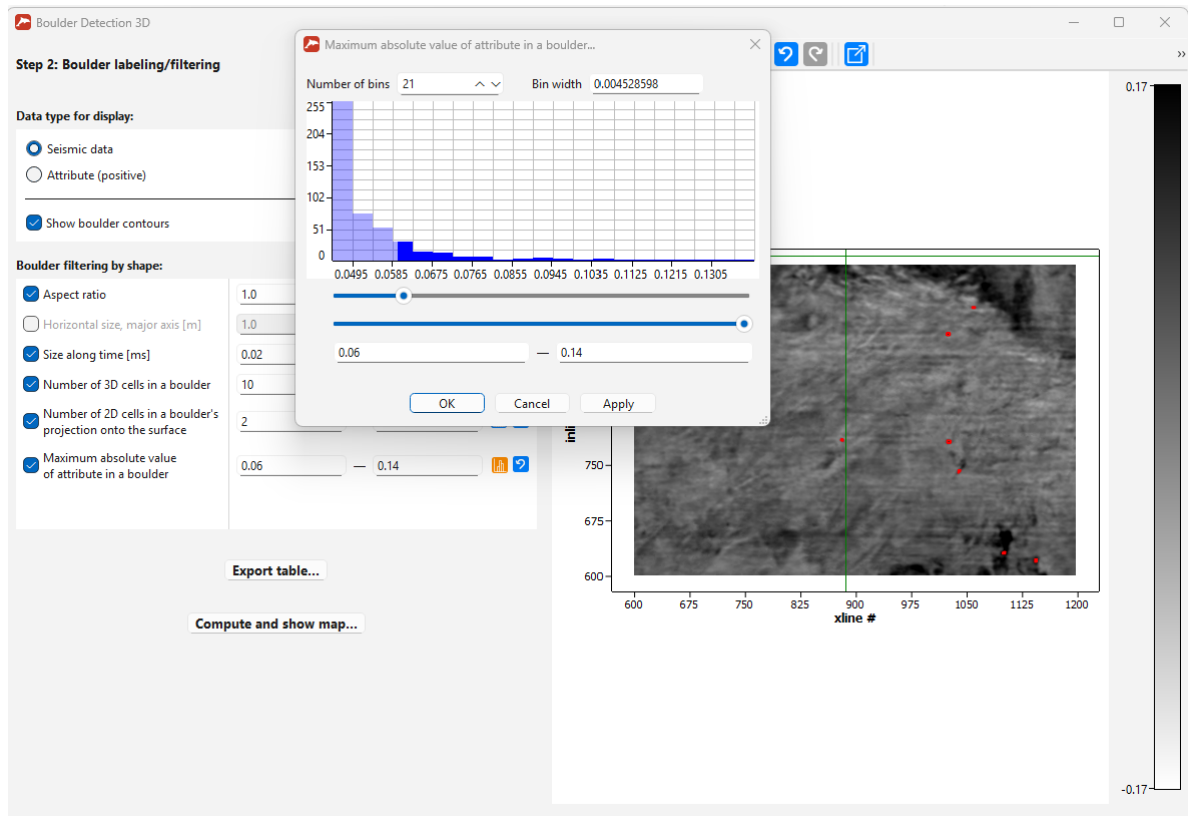 Boulder Detection 3D
Step 2: Boulder labeling/filtering
Data type for display:
Seismic data
Attribute (positive)
Show boulder contours
Boulder filtering by shape:
Aspect ratio
1.0
Horizontal size, major axis [m]
1.0
Size along time [ms]
0.02
Number of 3D cells in a boulder
10
Number of 2D cells in a boulder's
projection onto the surface
2
Maximum absolute value
of attribute in a boulder
0.06 — 0.14
Export table...
Compute and show map...
Maximum absolute value of attribute in a boulder...
Number of bins 21 Bin width 0.004528598
255
204
153
102
51
0
0.0495 0.0585 0.0675 0.0765 0.0855 0.0945 0.1035 0.1125 0.1215 0.1305
0.06 — 0.14
OK Cancel Apply
»
inli
750
675
600
600 675 750 825 900 975 1050 1125 1200
xline #
0.17
-0.17